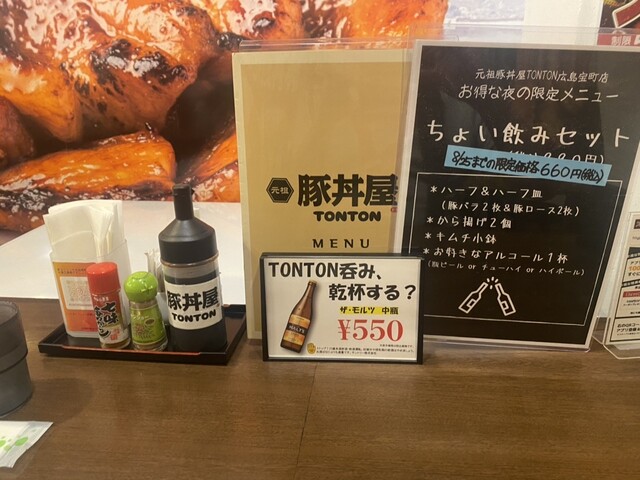 元祖
豚丼屋
TONTON
MENU
豚丼屋
TONTON
七味
TONTON呑み、
乾杯する?
ザ・モルツ 中瓶
¥550
元祖豚丼屋TONTON広島宝町店
お得な夜の限定メニュー
ちょい飲みセット
8/25までの限定価格660円(税込)
*ハーフ&ハーフ皿
(豚バラ2枚&豚ロース2枚)
*から揚げ2個
*キムチ小鉢
*お好きなアルコール1杯
(瓶ビール or チューハイ or ハイボール)